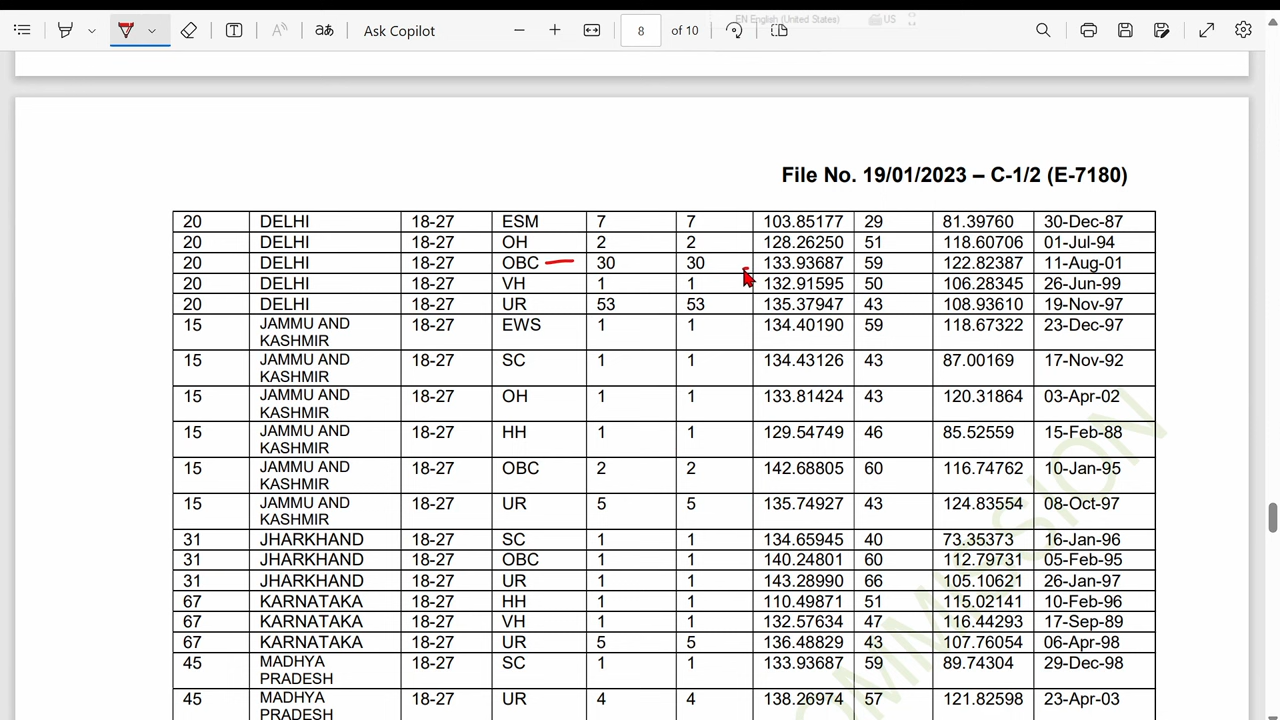 EN English (United States) US
Ask Copilot 8 of 10
File No. 19/01/2023 – C-1/2 (E-7180)
20 DELHI 18-27 ESM 7 7 103.85177 29 81.39760 30-Dec-87
20 DELHI 18-27 OH 2 2 128.26250 51 118.60706 01-Jul-94
20 DELHI 18-27 OBC 30 30 133.93687 59 122.82387 11-Aug-01
20 DELHI 18-27 VH 1 1 132.91595 50 106.28345 26-Jun-99
20 DELHI 18-27 UR 53 53 135.37947 43 108.93610 19-Nov-97
15 JAMMU AND 18-27 EWS 1 1 134.40190 59 118.67322 23-Dec-97
KASHMIR
15 JAMMU AND 18-27 SC 1 1 134.43126 43 87.00169 17-Nov-92
KASHMIR
15 JAMMU AND 18-27 OH 1 1 133.81424 43 120.31864 03-Apr-02
KASHMIR
15 JAMMU AND 18-27 HH 1 1 129.54749 46 85.52559 15-Feb-88
KASHMIR
15 JAMMU AND 18-27 OBC 2 2 142.68805 60 116.74762 10-Jan-95
KASHMIR
15 JAMMU AND 18-27 UR 5 5 135.74927 43 124.83554 08-Oct-97
KASHMIR
31 JHARKHAND 18-27 SC 1 1 134.65945 40 73.35373 16-Jan-96
31 JHARKHAND 18-27 OBC 1 1 140.24801 60 112.79731 05-Feb-95
31 JHARKHAND 18-27 UR 1 1 143.28990 66 105.10621 26-Jan-97
67 KARNATAKA 18-27 HH 1 1 110.49871 51 115.02141 10-Feb-96
67 KARNATAKA 18-27 VH 1 1 132.57634 47 116.44293 17-Sep-89
67 KARNATAKA 18-27 UR 5 5 136.48829 43 107.76054 06-Apr-98
45 MADHYA 18-27 SC 1 1 133.93687 59 89.74304 29-Dec-98
PRADESH
45 MADHYA 18-27 UR 4 4 138.26974 57 121.82598 23-Apr-03
PRADESH
OMMISSION